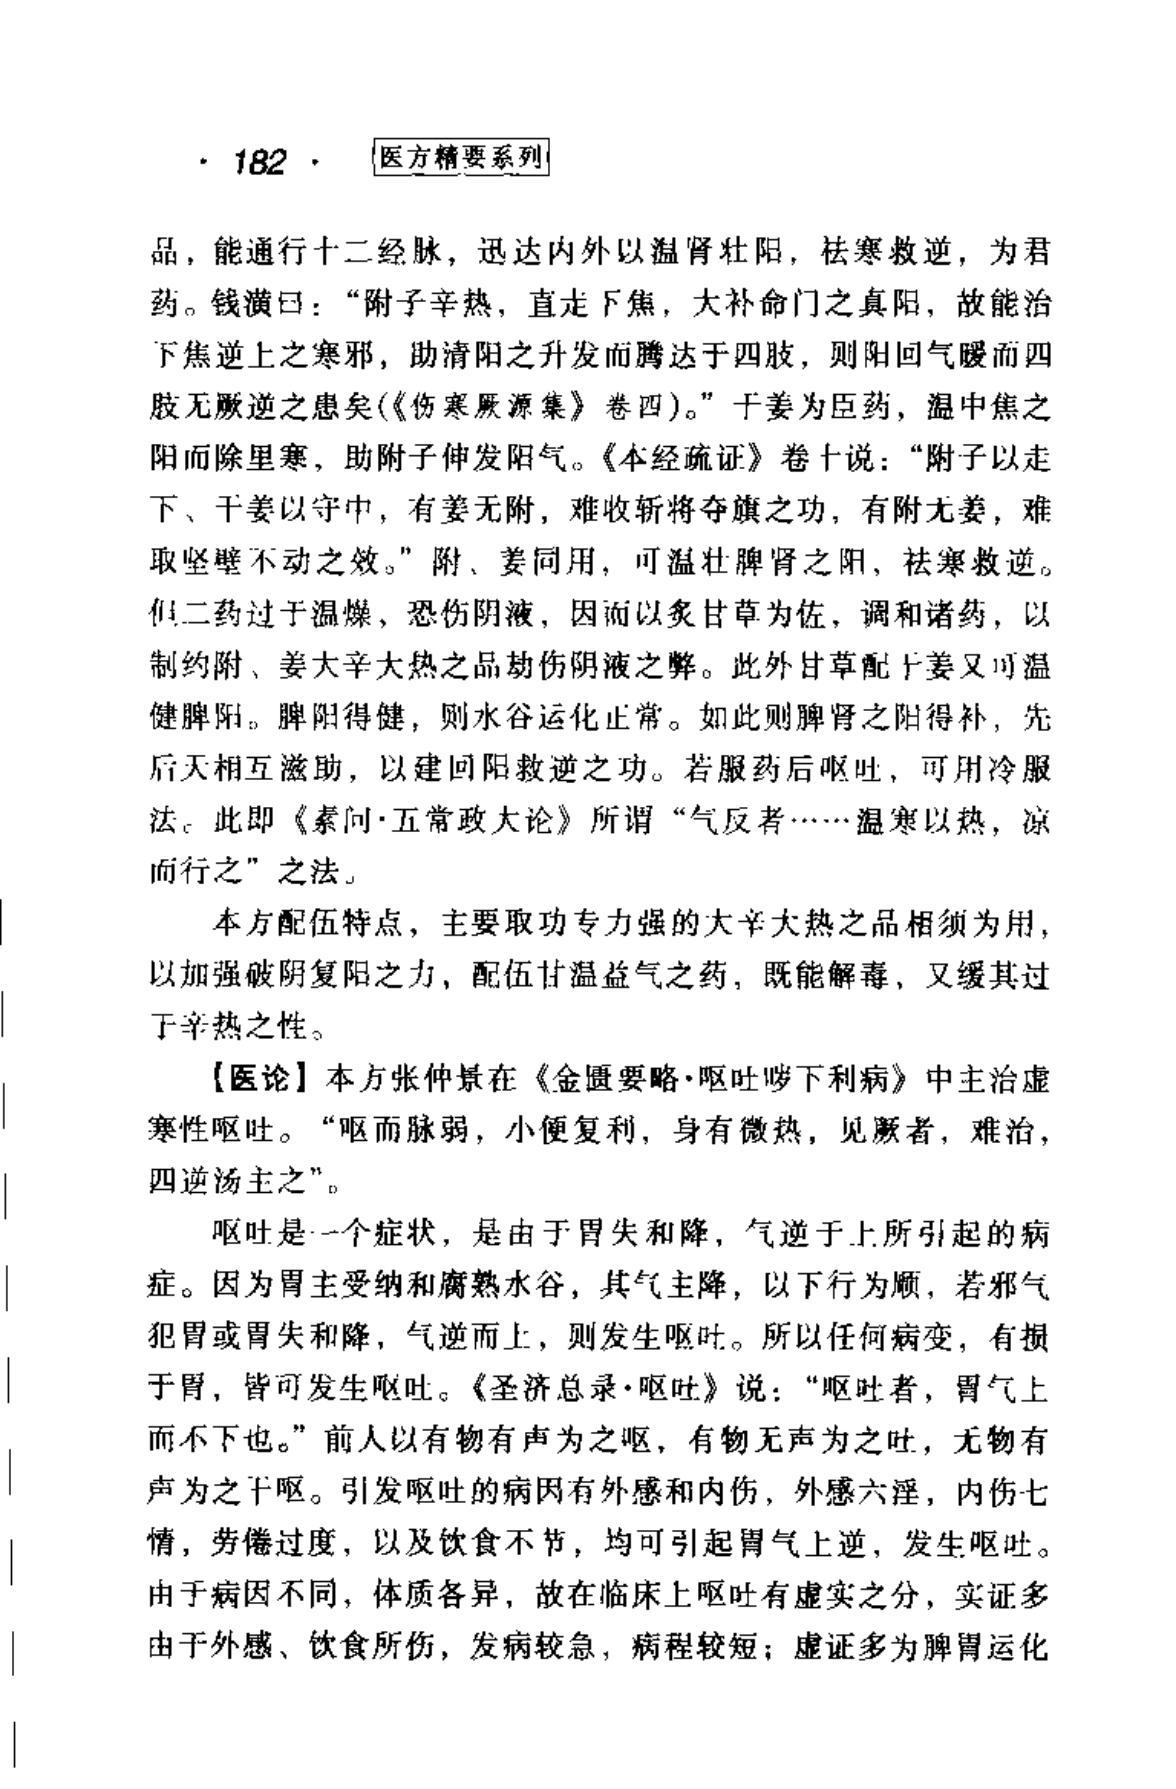 · 182 · 医方精要系列
品，能通行十二经脉，迅达内外以温肾壮阳，祛寒救逆，为君
药。钱潢曰：“附子辛热，直走下焦，大补命门之真阳，故能治
下焦逆上之寒邪，助清阳之升发而腾达于四肢，则阳回气暖而四
肢无厥逆之患矣(《伤寒厥源集》卷四)。”干姜为臣药，温中焦之
阳而除里寒，助附子伸发阳气。《本经疏证》卷十说：“附子以走
下、干姜以守中，有姜无附，难收斩将夺旗之功，有附无姜，难
取坚壁不动之效。”附、姜同用，可温壮脾肾之阳，祛寒救逆。
但二药过于温燥，恐伤阴液，因而以炙甘草为佐，调和诸药，以
制约附、姜大辛大热之品劫伤阴液之弊。此外甘草配干姜又可温
健脾阳。脾阳得健，则水谷运化正常。如此则脾肾之阳得补，先
后天相互滋助，以建回阳救逆之功。若服药后呕吐，可用冷服
法。此即《素问·五常政大论》所谓“气反者……温寒以热，凉
而行之”之法。
本方配伍特点，主要取功专力强的大辛大热之品相须为用，
以加强破阴复阳之力，配伍甘温益气之药，既能解毒，又缓其过
于辛热之性。
【医论】本方张仲景在《金匮要略·呕吐哕下利病》中主治虚
寒性呕吐。“呕而脉弱，小便复利，身有微热，见厥者，难治，
四逆汤主之”。
呕吐是一个症状，是由于胃失和降，气逆于上所引起的病
症。因为胃主受纳和腐熟水谷，其气主降，以下行为顺，若邪气
犯胃或胃失和降，气逆而上，则发生呕吐。所以任何病变，有损
于胃，皆可发生呕吐。《圣济总录·呕吐》说：“呕吐者，胃气上
而不下也。”前人以有物有声为之呕，有物无声为之吐，无物有
声为之干呕。引发呕吐的病因有外感和内伤，外感六淫，内伤七
情，劳倦过度，以及饮食不节，均可引起胃气上逆，发生呕吐。
由于病因不同，体质各异，故在临床上呕吐有虚实之分，实证多
由于外感、饮食所伤，发病较急，病程较短；虚证多为脾胃运化